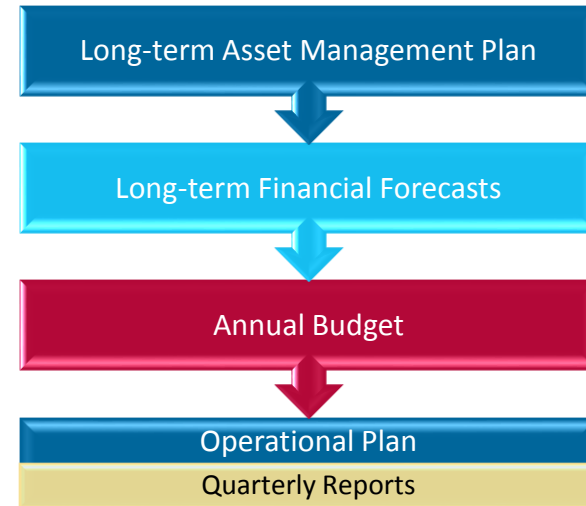 Long-term Asset Management Plan
Long-term Financial Forecasts
Annual Budget
Operational Plan
Quarterly Reports